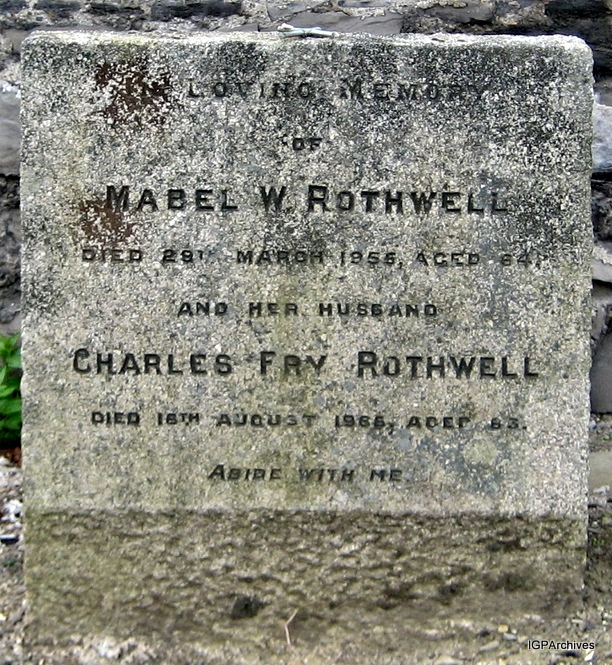 IN LOVING MEMORY
OF
MABEL W. ROTHWELL
DIED 29TH MARCH 1955, AGED 64,
AND HER HUSBAND
CHARLES FRY ROTHWELL
DIED 16TH AUGUST 1966, AGED 83.
ABIDE WITH ME
IGPArchives